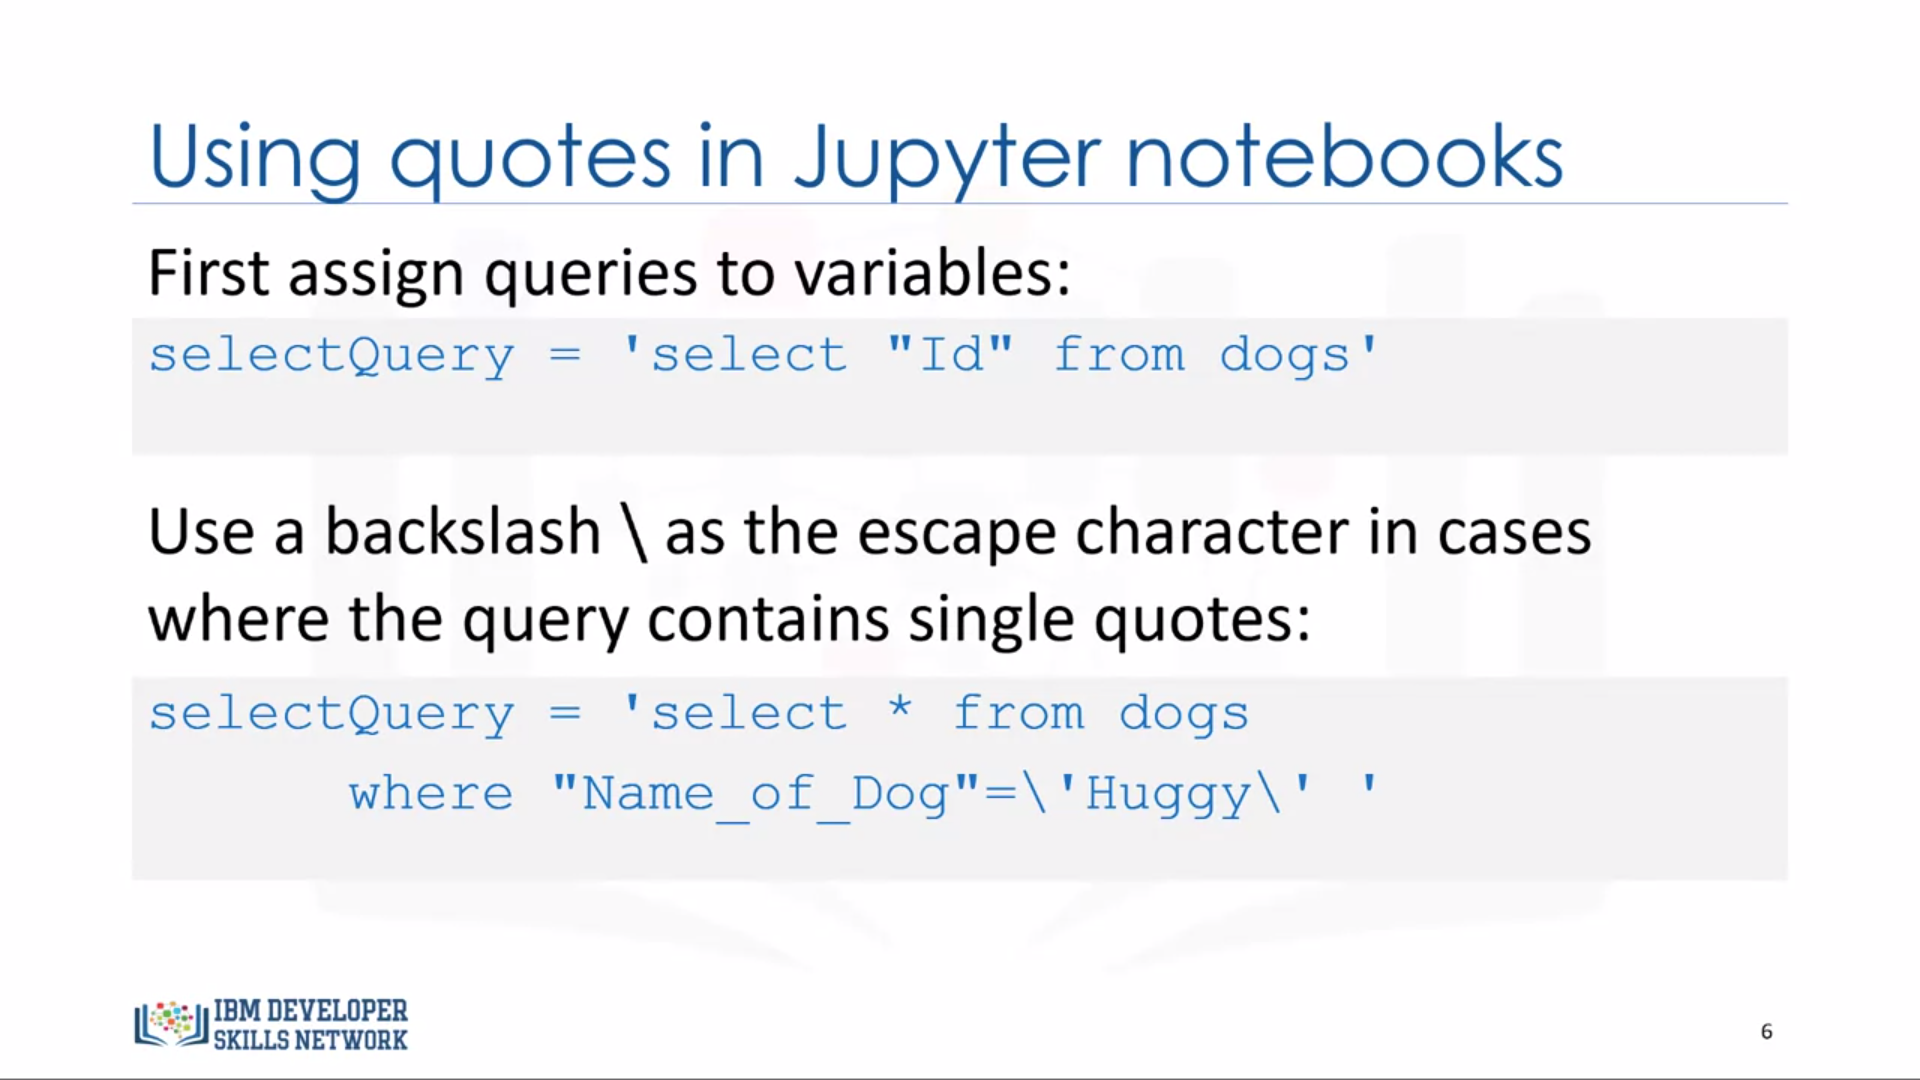 Using quotes in Jupyter notebooks
First assign queries to variables:
selectQuery = 'select "Id" from dogs'
Use a backslash \ as the escape character in cases
where the query contains single quotes:
selectQuery = 'select * from dogs
where "Name_of_Dog"=\'Huggy\' '
IBM DEVELOPER
SKILLS NETWORK
6